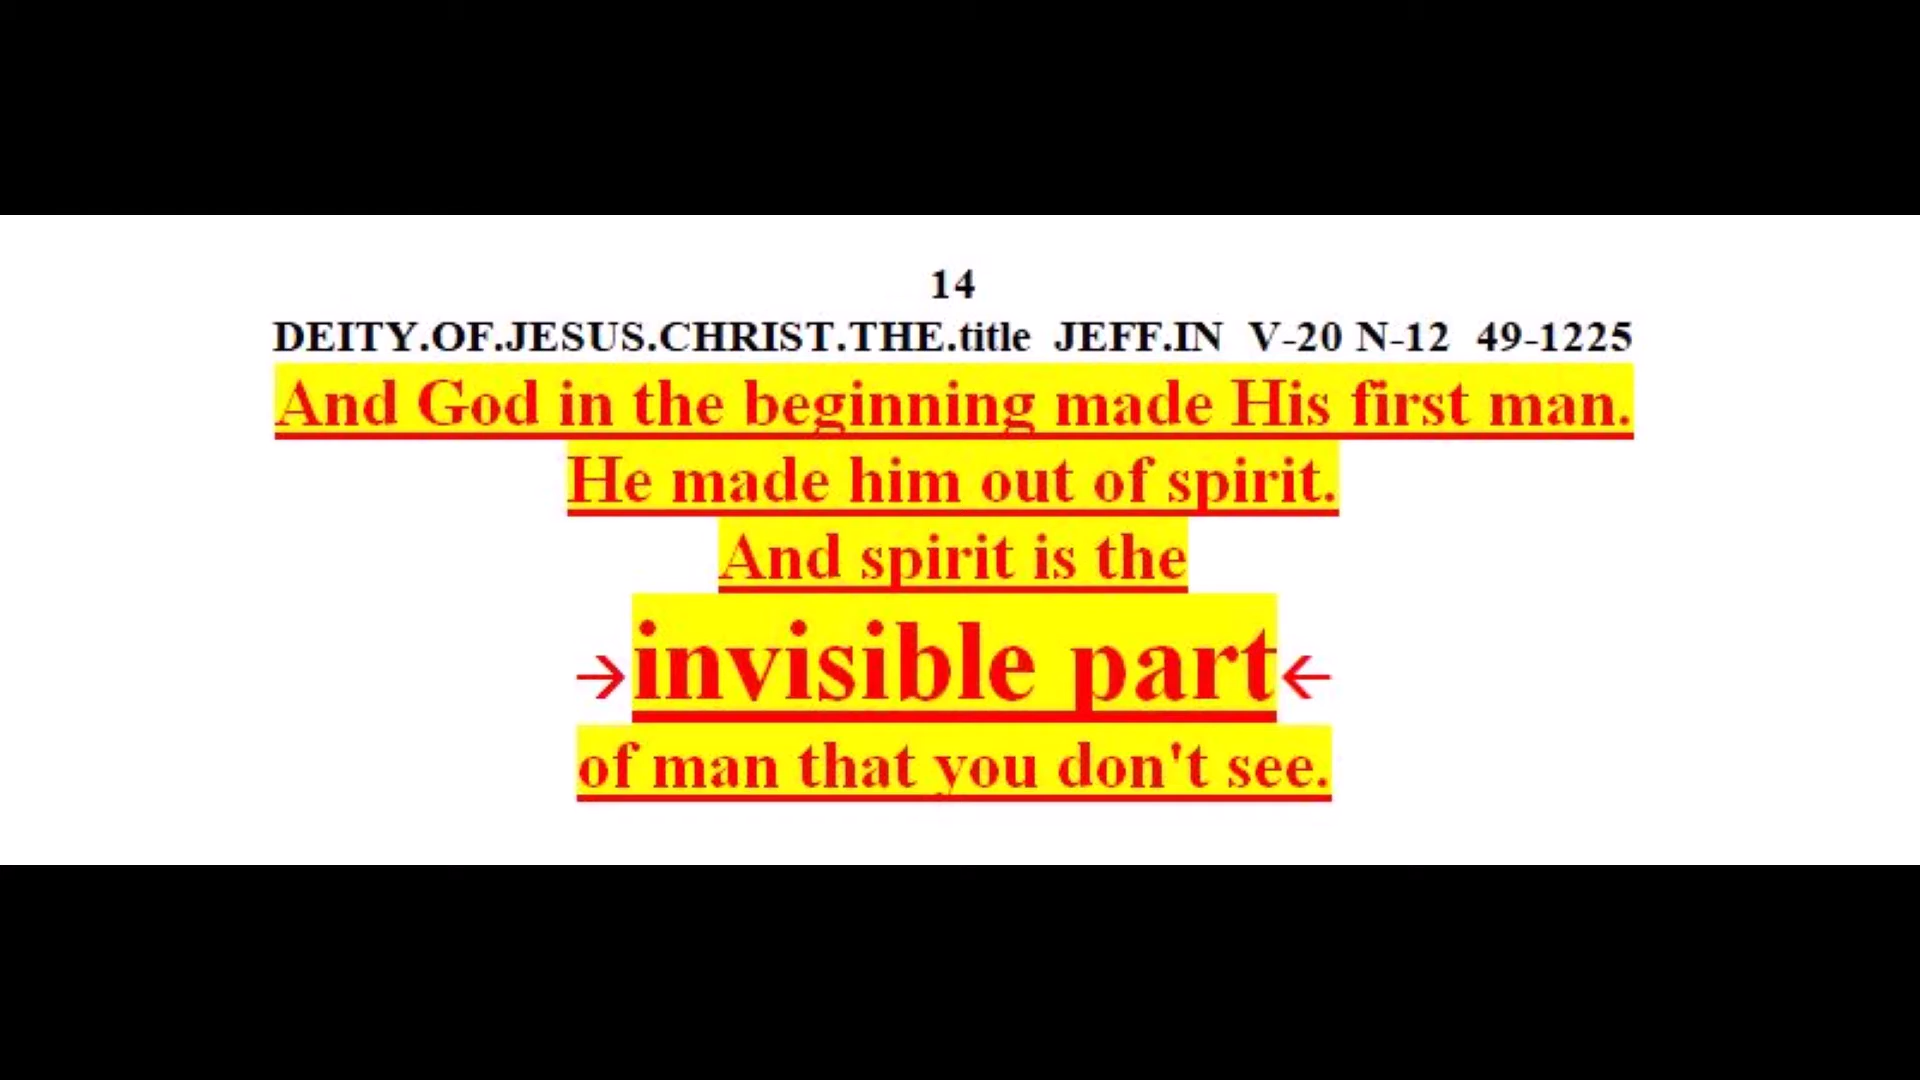 14
DEITY.OF.JESUS.CHRIST.THE.title JEFF.IN V-20 N-12 49-1225
And God in the beginning made His first man.
He made him out of spirit.
And spirit is the
→invisible part←
of man that you don't see.